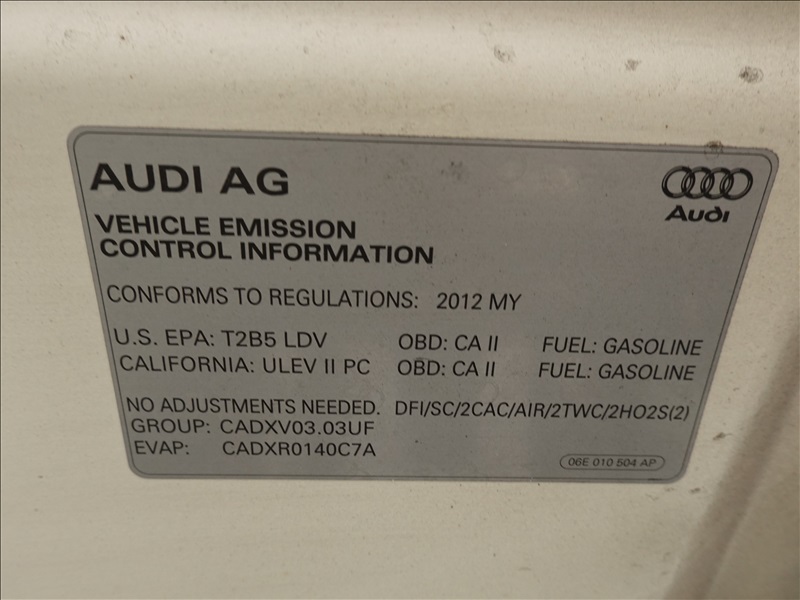 AUDI AG
Audi
VEHICLE EMISSION
CONTROL INFORMATION
CONFORMS TO REGULATIONS: 2012 MY
U.S. EPA: T2B5 LDV OBD: CA II FUEL: GASOLINE
CALIFORNIA: ULEV II PC OBD: CA II FUEL: GASOLINE
NO ADJUSTMENTS NEEDED. DFI/SC/2CAC/AIR/2TWC/2HO2S(2)
GROUP: CADXV03.03UF
EVAP: CADXR0140C7A
06E 010 504 AP